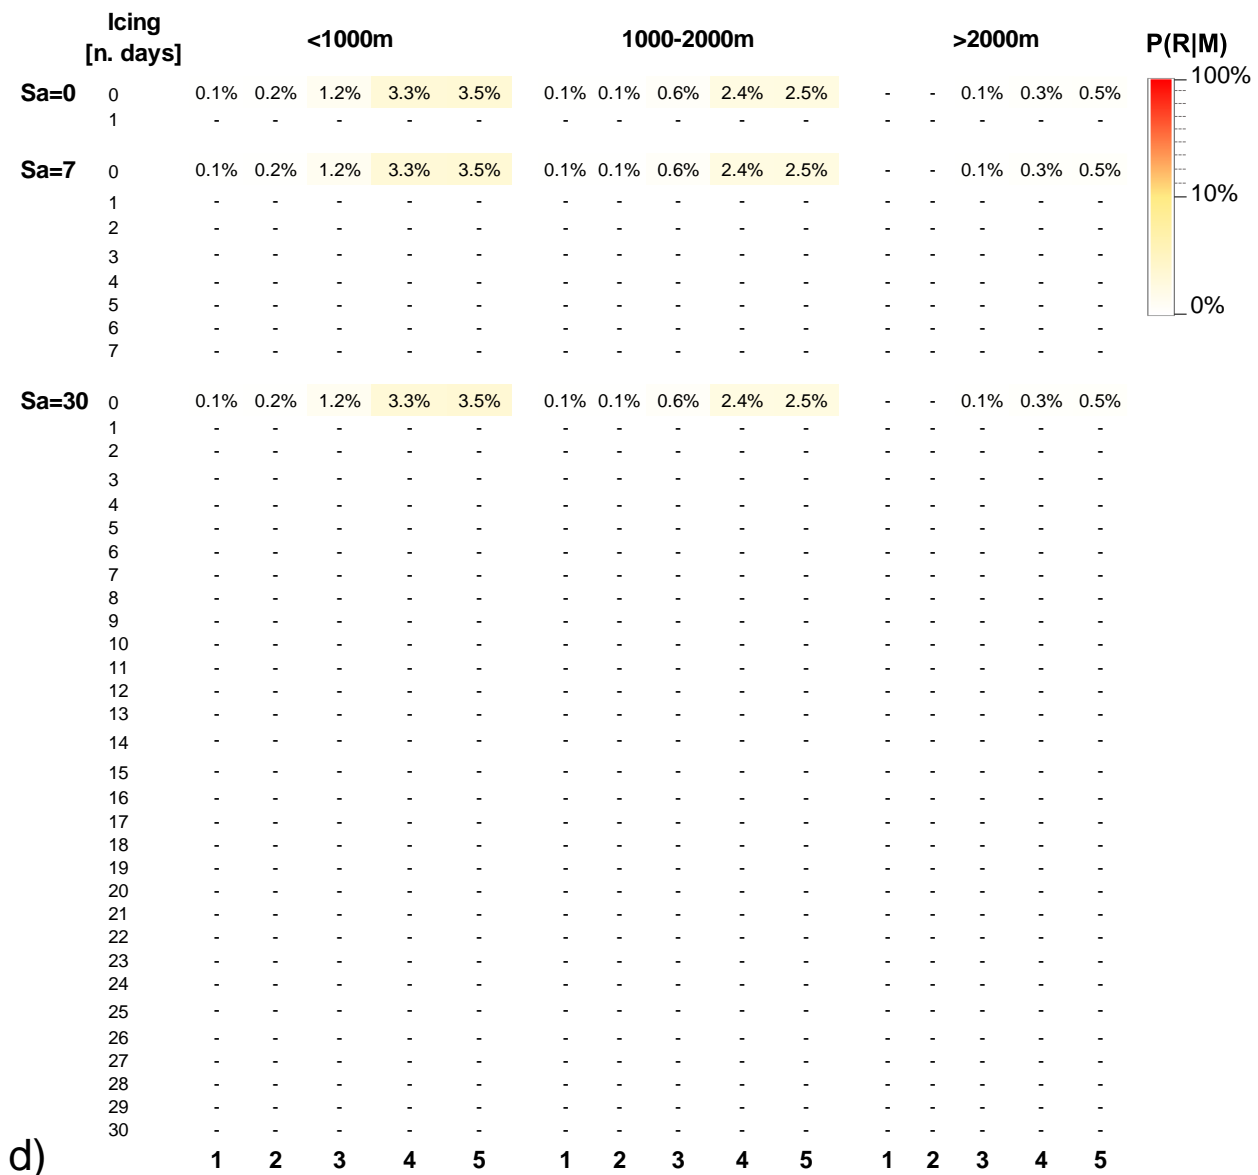 Icing
[n. days] <1000m 1000-2000m >2000m P(R|M)
Sa=0 0 0.1% 0.2% 1.2% 3.3% 3.5% 0.1% 0.1% 0.6% 2.4% 2.5% - - 0.1% 0.3% 0.5% 100%
1 - - - - - - - - - - - - - - -
Sa=7 0 0.1% 0.2% 1.2% 3.3% 3.5% 0.1% 0.1% 0.6% 2.4% 2.5% - - 0.1% 0.3% 0.5%
1 - - - - - - - - - - - - - - - 10%
2 - - - - - - - - - - - - - - -
3 - - - - - - - - - - - - - - -
4 - - - - - - - - - - - - - - -
5 - - - - - - - - - - - - - - - 0%
6 - - - - - - - - - - - - - - -
7 - - - - - - - - - - - - - - -
Sa=30 0 0.1% 0.2% 1.2% 3.3% 3.5% 0.1% 0.1% 0.6% 2.4% 2.5% - - 0.1% 0.3% 0.5%
1 - - - - - - - - - - - - - - -
2 - - - - - - - - - - - - - - -
3 - - - - - - - - - - - - - - -
4 - - - - - - - - - - - - - - -
5 - - - - - - - - - - - - - - -
6 - - - - - - - - - - - - - - -
7 - - - - - - - - - - - - - - -
8 - - - - - - - - - - - - - - -
9 - - - - - - - - - - - - - - -
10 - - - - - - - - - - - - - - -
11 - - - - - - - - - - - - - - -
12 - - - - - - - - - - - - - - -
13 - - - - - - - - - - - - - - -
14 - - - - - - - - - - - - - - -
15 - - - - - - - - - - - - - - -
16 - - - - - - - - - - - - - - -
17 - - - - - - - - - - - - - - -
18 - - - - - - - - - - - - - - -
19 - - - - - - - - - - - - - - -
20 - - - - - - - - - - - - - - -
21 - - - - - - - - - - - - - - -
22 - - - - - - - - - - - - - - -
23 - - - - - - - - - - - - - - -
24 - - - - - - - - - - - - - - -
25 - - - - - - - - - - - - - - -
26 - - - - - - - - - - - - - - -
27 - - - - - - - - - - - - - - -
28 - - - - - - - - - - - - - - -
29 - - - - - - - - - - - - - - -
30 - - - - - - - - - - - - - - -
d) 1 2 3 4 5 1 2 3 4 5 1 2 3 4 5